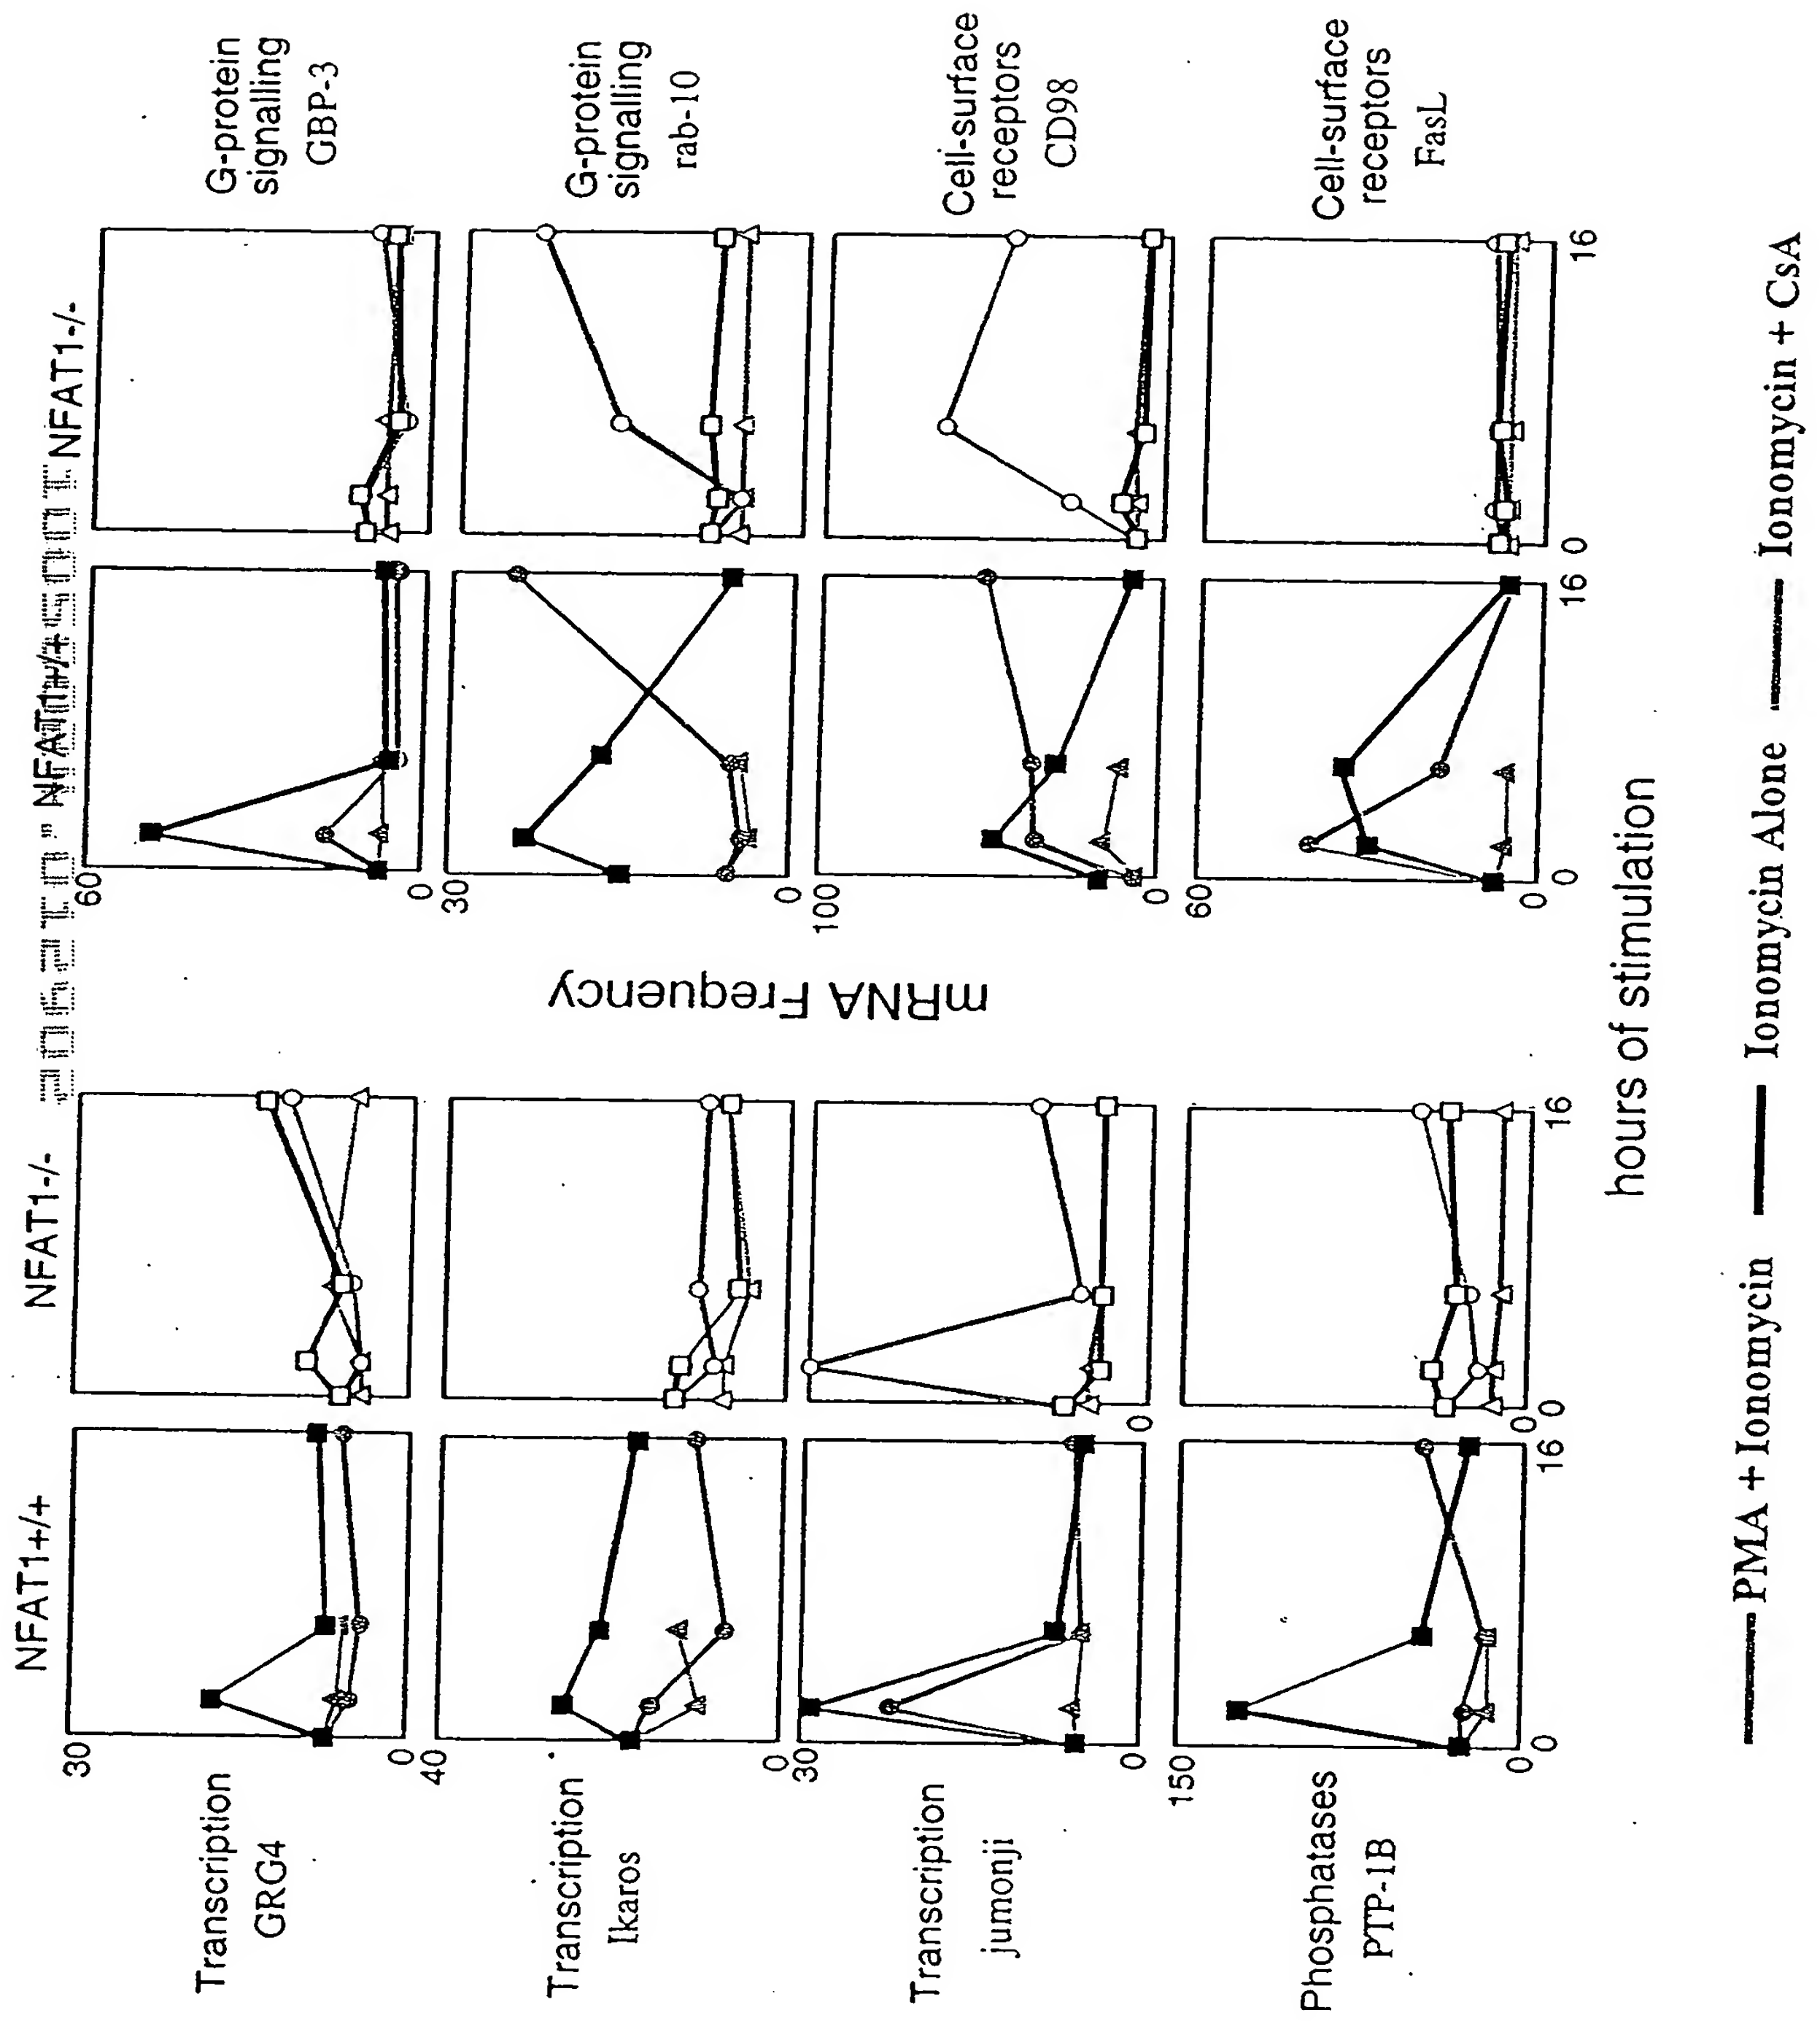 NFAT1+/+
NFAT1-/-
NFAT1+/+
NFAT1-/-
Transcription
GRG4
30
0
60
0
G-protein
signalling
GBP-3
Transcription
Ikaros
40
0
30
0
G-protein
signalling
rab-10
Transcription
jumonji
30
0
0
mRNA Frequency
100
0
Cell-surface
receptors
CD98
Phosphatases
PTP-1B
150
0
0
16
0
0
16
60
0
0
16
0
16
Cell-surface
receptors
FasL
hours of stimulation
PMA + Ionomycin
Ionomycin Alone
Ionomycin + CsA